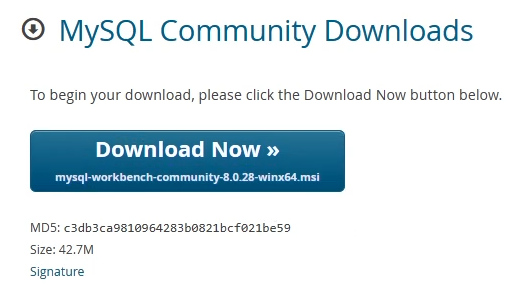 MySQL Community Downloads
To begin your download, please click the Download Now button below.
Download Now »
mysql-workbench-community-8.0.28-winx64.msi
MD5: c3db3ca9810964283b0821bcf021be59
Size: 42.7M
Signature